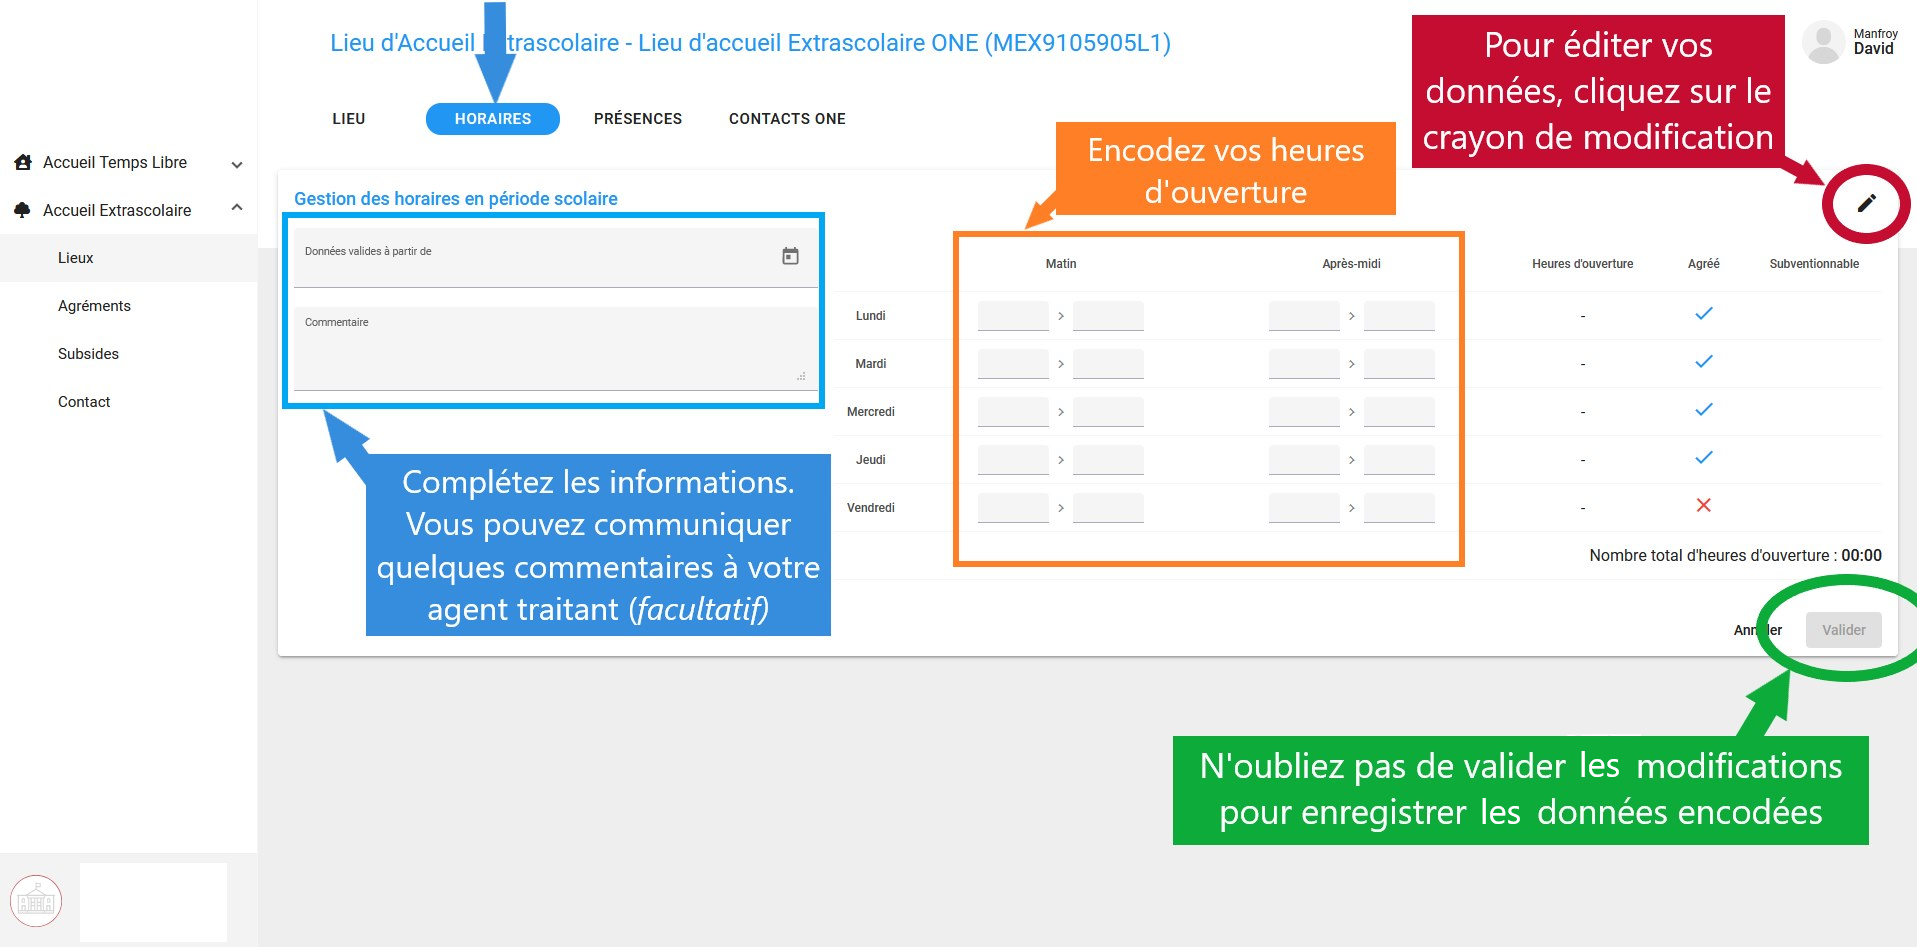 Lieu d'Accueil trascolaire - Lieu d'accueil Extrascolaire ONE (MEX9105905L1)
Pour éditer vos
données, cliquez sur le
crayon de modification
Manfroy
David
LIEU
HORAIRES
PRÉSENCES
CONTACTS ONE
Accueil Temps Libre
Accueil Extrascolaire
Lieux
Agréments
Subsides
Contact
Encodez vos heures
d'ouverture
Gestion des horaires en période scolaire
Données valides à partir de
Commentaire
Complétez les informations.
Vous pouvez communiquer
quelques commentaires à votre
agent traitant (facultatif)
Matin
Après-midi
Heures d'ouverture
Agréé
Subventionnable
Lundi > > -
Mardi > > -
Mercredi > > -
Jeudi > > -
Vendredi > > -
Nombre total d'heures d'ouverture : 00:00
Valider
N'oubliez pas de valider les modifications
pour enregistrer les données encodées